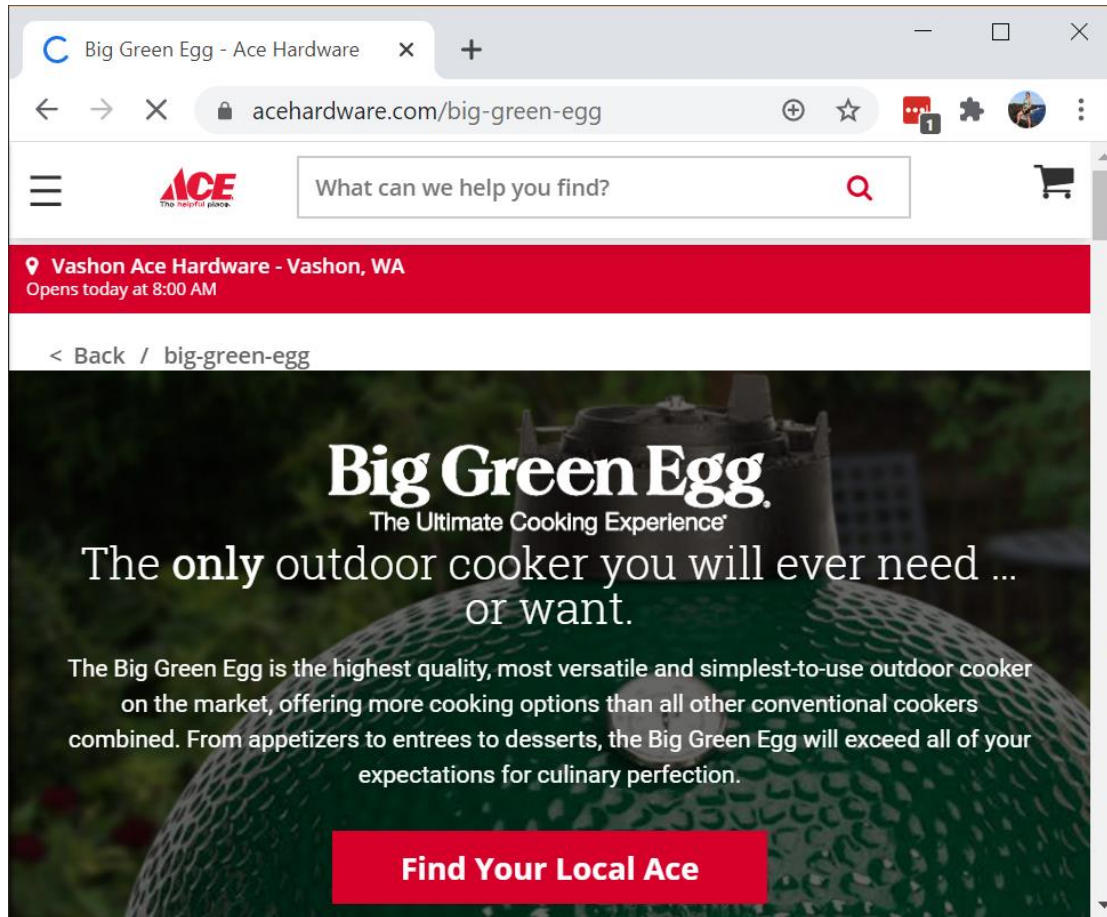 Big Green Egg - Ace Hardware
acehardware.com/big-green-egg
1
ACE
The helpful place.
What can we help you find?
Vashon Ace Hardware - Vashon, WA
Opens today at 8:00 AM
< Back / big-green-egg
Big Green Egg
The Ultimate Cooking Experience
The only outdoor cooker you will ever need ...
or want.
The Big Green Egg is the highest quality, most versatile and simplest-to-use outdoor cooker
on the market, offering more cooking options than all other conventional cookers
combined. From appetizers to entrees to desserts, the Big Green Egg will exceed all of your
expectations for culinary perfection.
Find Your Local Ace